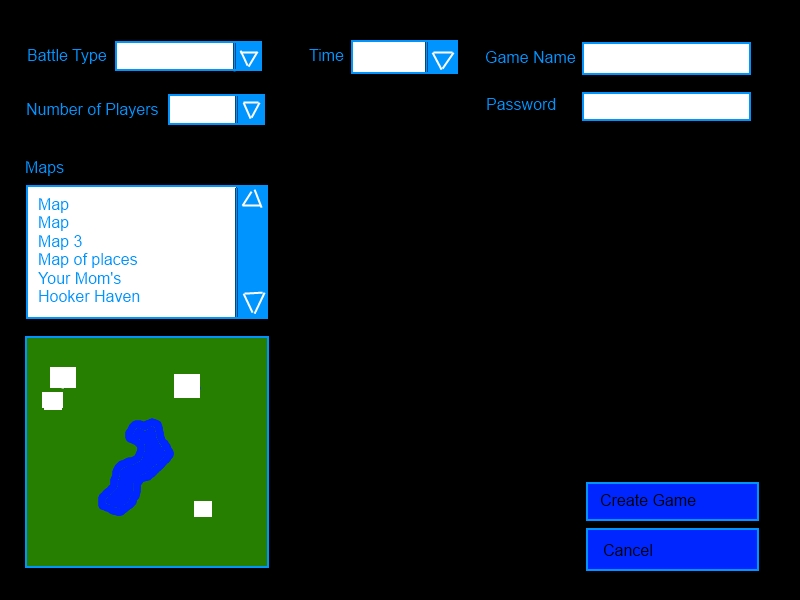 Battle Type
Time
Game Name
Number of Players
Password
Maps
Map
Map
Map 3
Map of places
Your Mom's
Hooker Haven
Create Game
Cancel